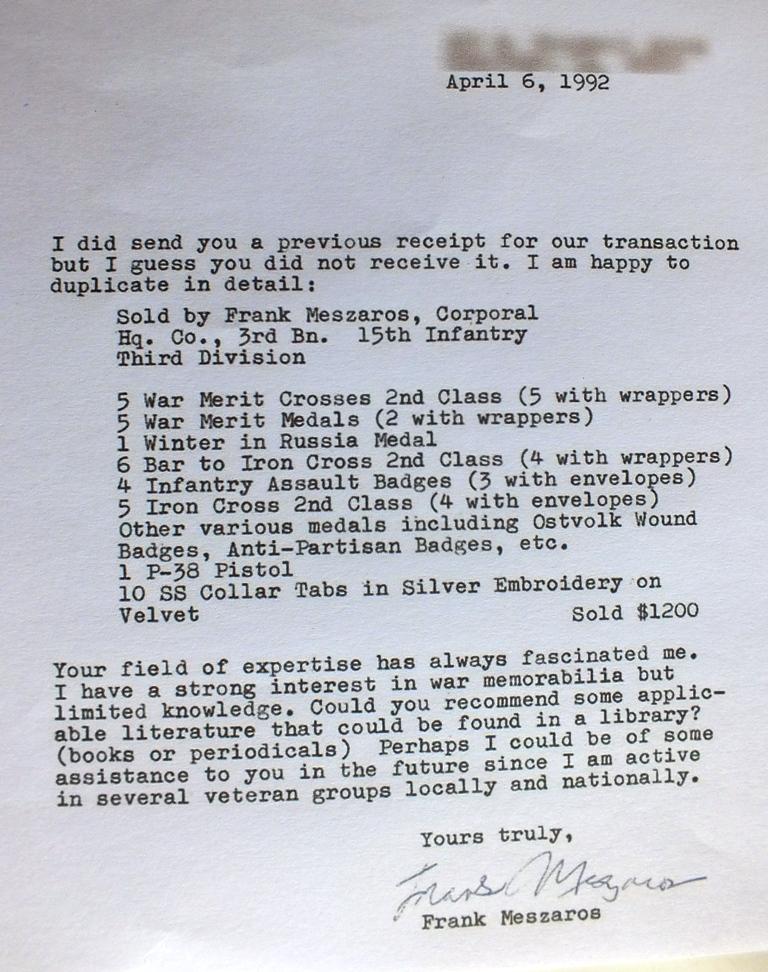 April 6, 1992
I did send you a previous receipt for our transaction
but I guess you did not receive it. I am happy to
duplicate in detail:
Sold by Frank Meszaros, Corporal
Hq. Co., 3rd Bn. 15th Infantry
Third Division
5 War Merit Crosses 2nd Class (5 with wrappers)
5 War Merit Medals (2 with wrappers)
1 Winter in Russia Medal
6 Bar to Iron Cross 2nd Class (4 with wrappers)
4 Infantry Assault Badges (3 with envelopes)
5 Iron Cross 2nd Class (4 with envelopes)
Other various medals including Ostvolk Wound
Badges, Anti-Partisan Badges, etc.
1 P-38 Pistol
10 SS Collar Tabs in Silver Embroidery on
Velvet Sold $1200
Your field of expertise has always fascinated me.
I have a strong interest in war memorabilia but
limited knowledge. Could you recommend some applic-
able literature that could be found in a library?
(books or periodicals) Perhaps I could be of some
assistance to you in the future since I am active
in several veteran groups locally and nationally.
Yours truly,
Frank Meszaros
Frank Meszaros